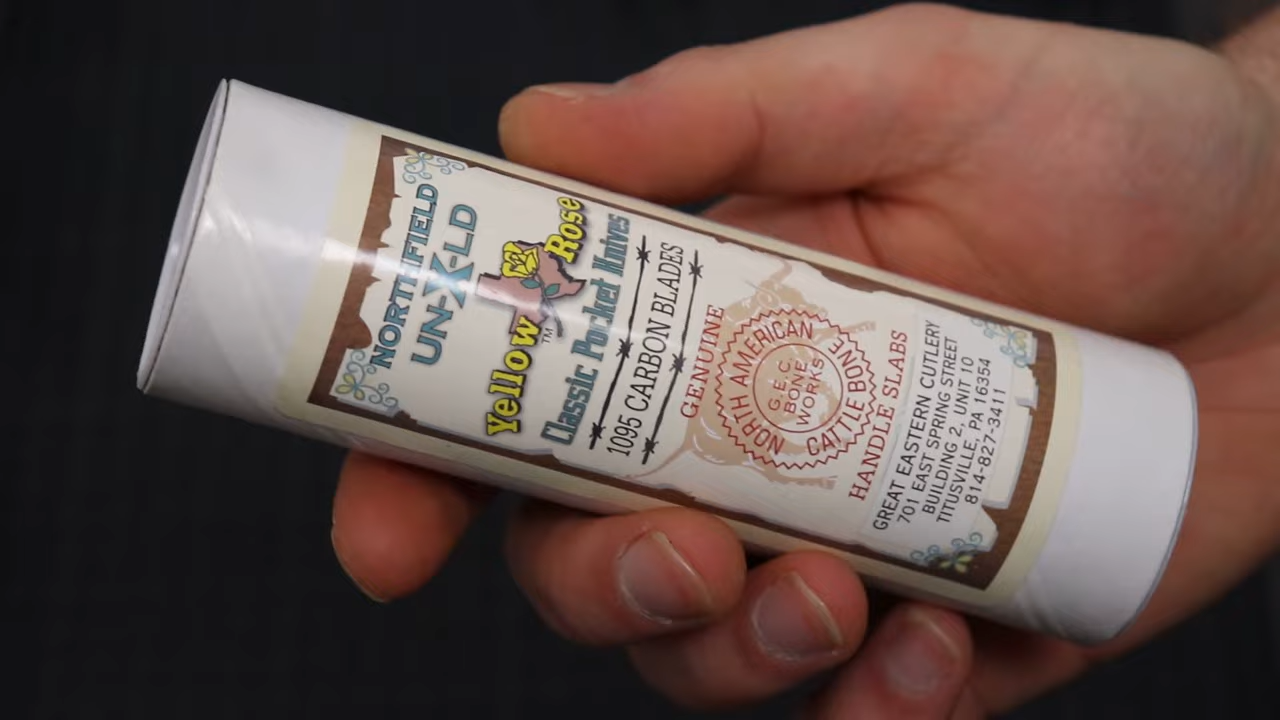 NORTHFIELD
UN-X-LD
Yellow Rose
TM
Classic Pocket Knives
1095 CARBON BLADES
GENUINE
NORTH AMERICAN
G.E.C.
BONE
WORKS
CATTLE BONE
HANDLE SLABS
GREAT EASTERN CUTLERY
701 EAST SPRING STREET
BUILDING 2, UNIT 10
TITUSVILLE, PA 16354
814-827-3411